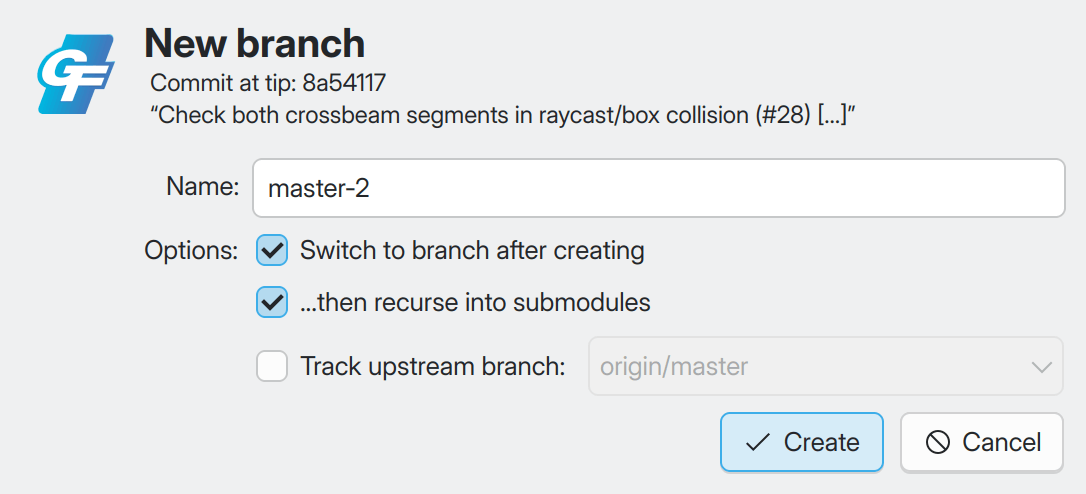 GF
New branch
Commit at tip: 8a54117
“Check both crossbeam segments in raycast/box collision (#28) [...]”
Name: master-2
Options: Switch to branch after creating
...then recurse into submodules
Track upstream branch: origin/master
Create Cancel